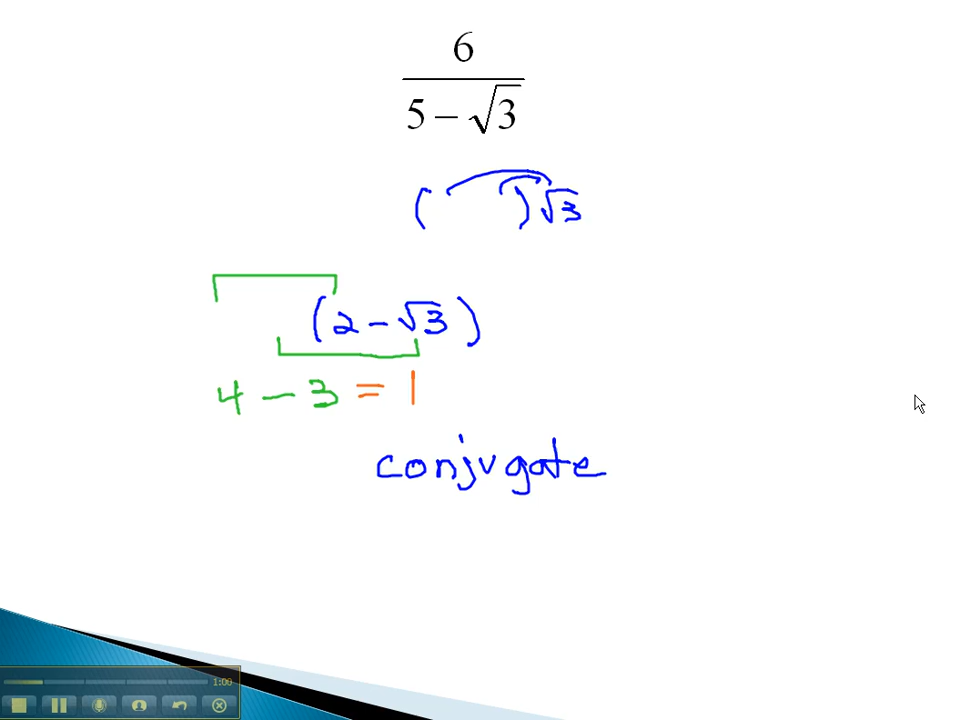 6
5 − √3
( )√3
(2 − √3)
4 − 3 = 1
conjugate
1:00